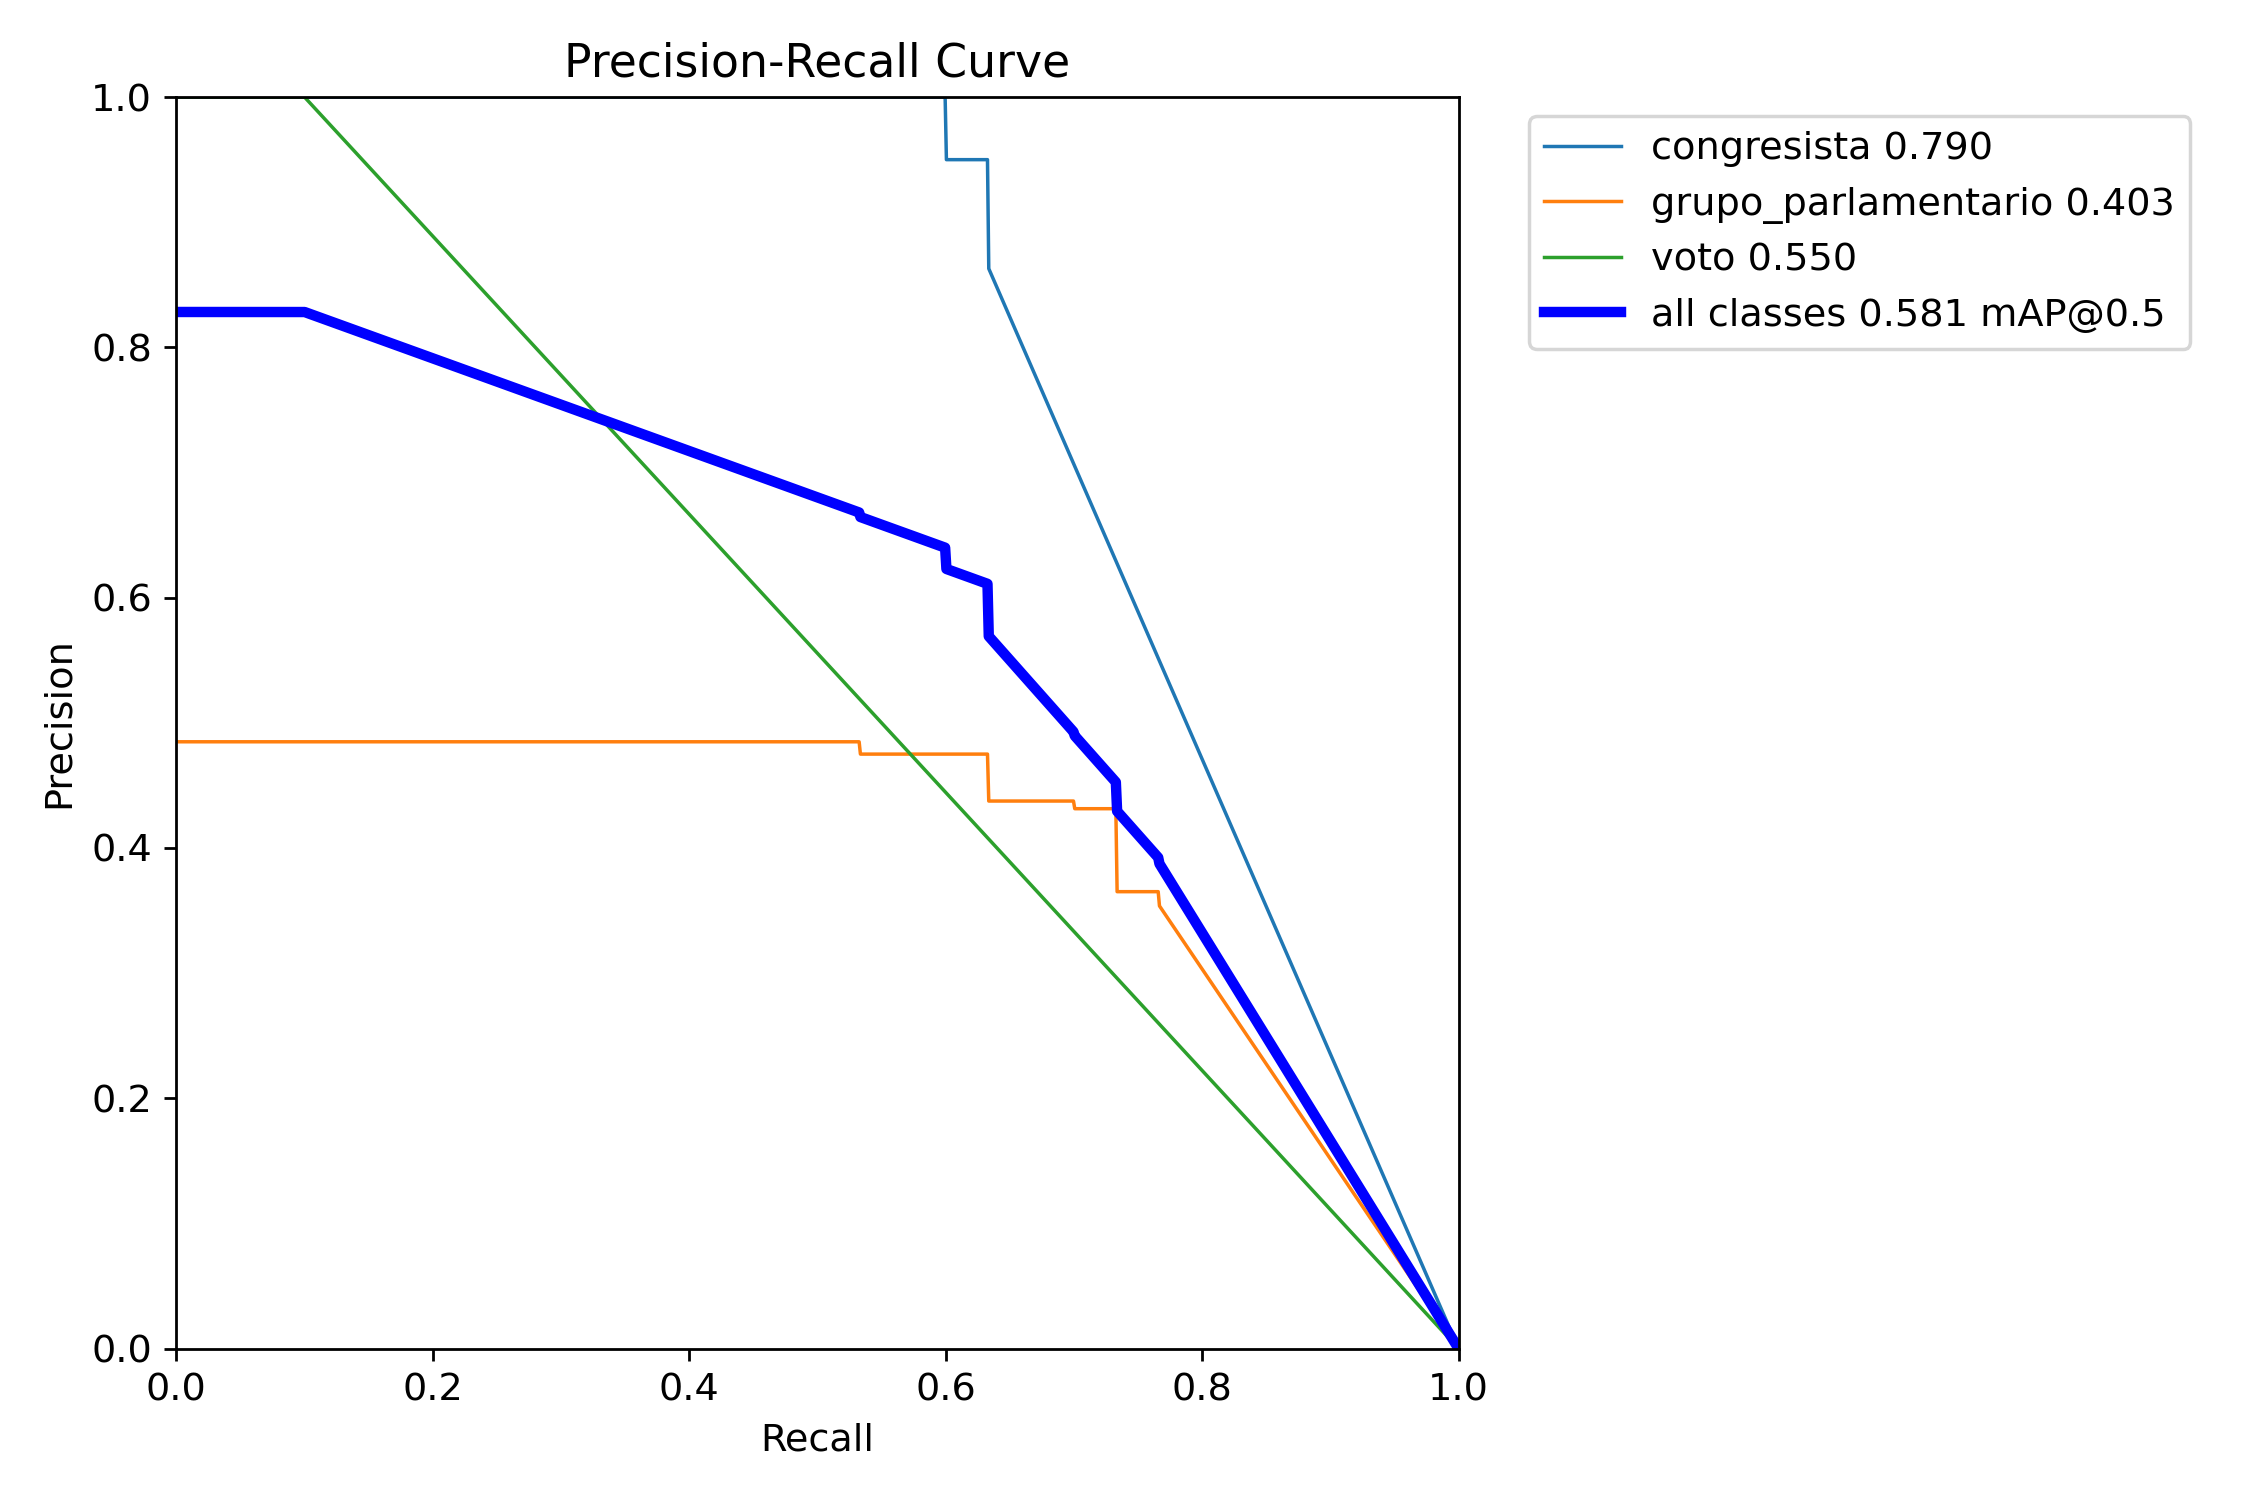 Precision-Recall Curve
1.0
0.8
0.6
0.4
0.2
0.0
Precision
0.0 0.2 0.4 0.6 0.8 1.0
Recall
congresista 0.790
grupo_parlamentario 0.403
voto 0.550
all classes 0.581 mAP@0.5